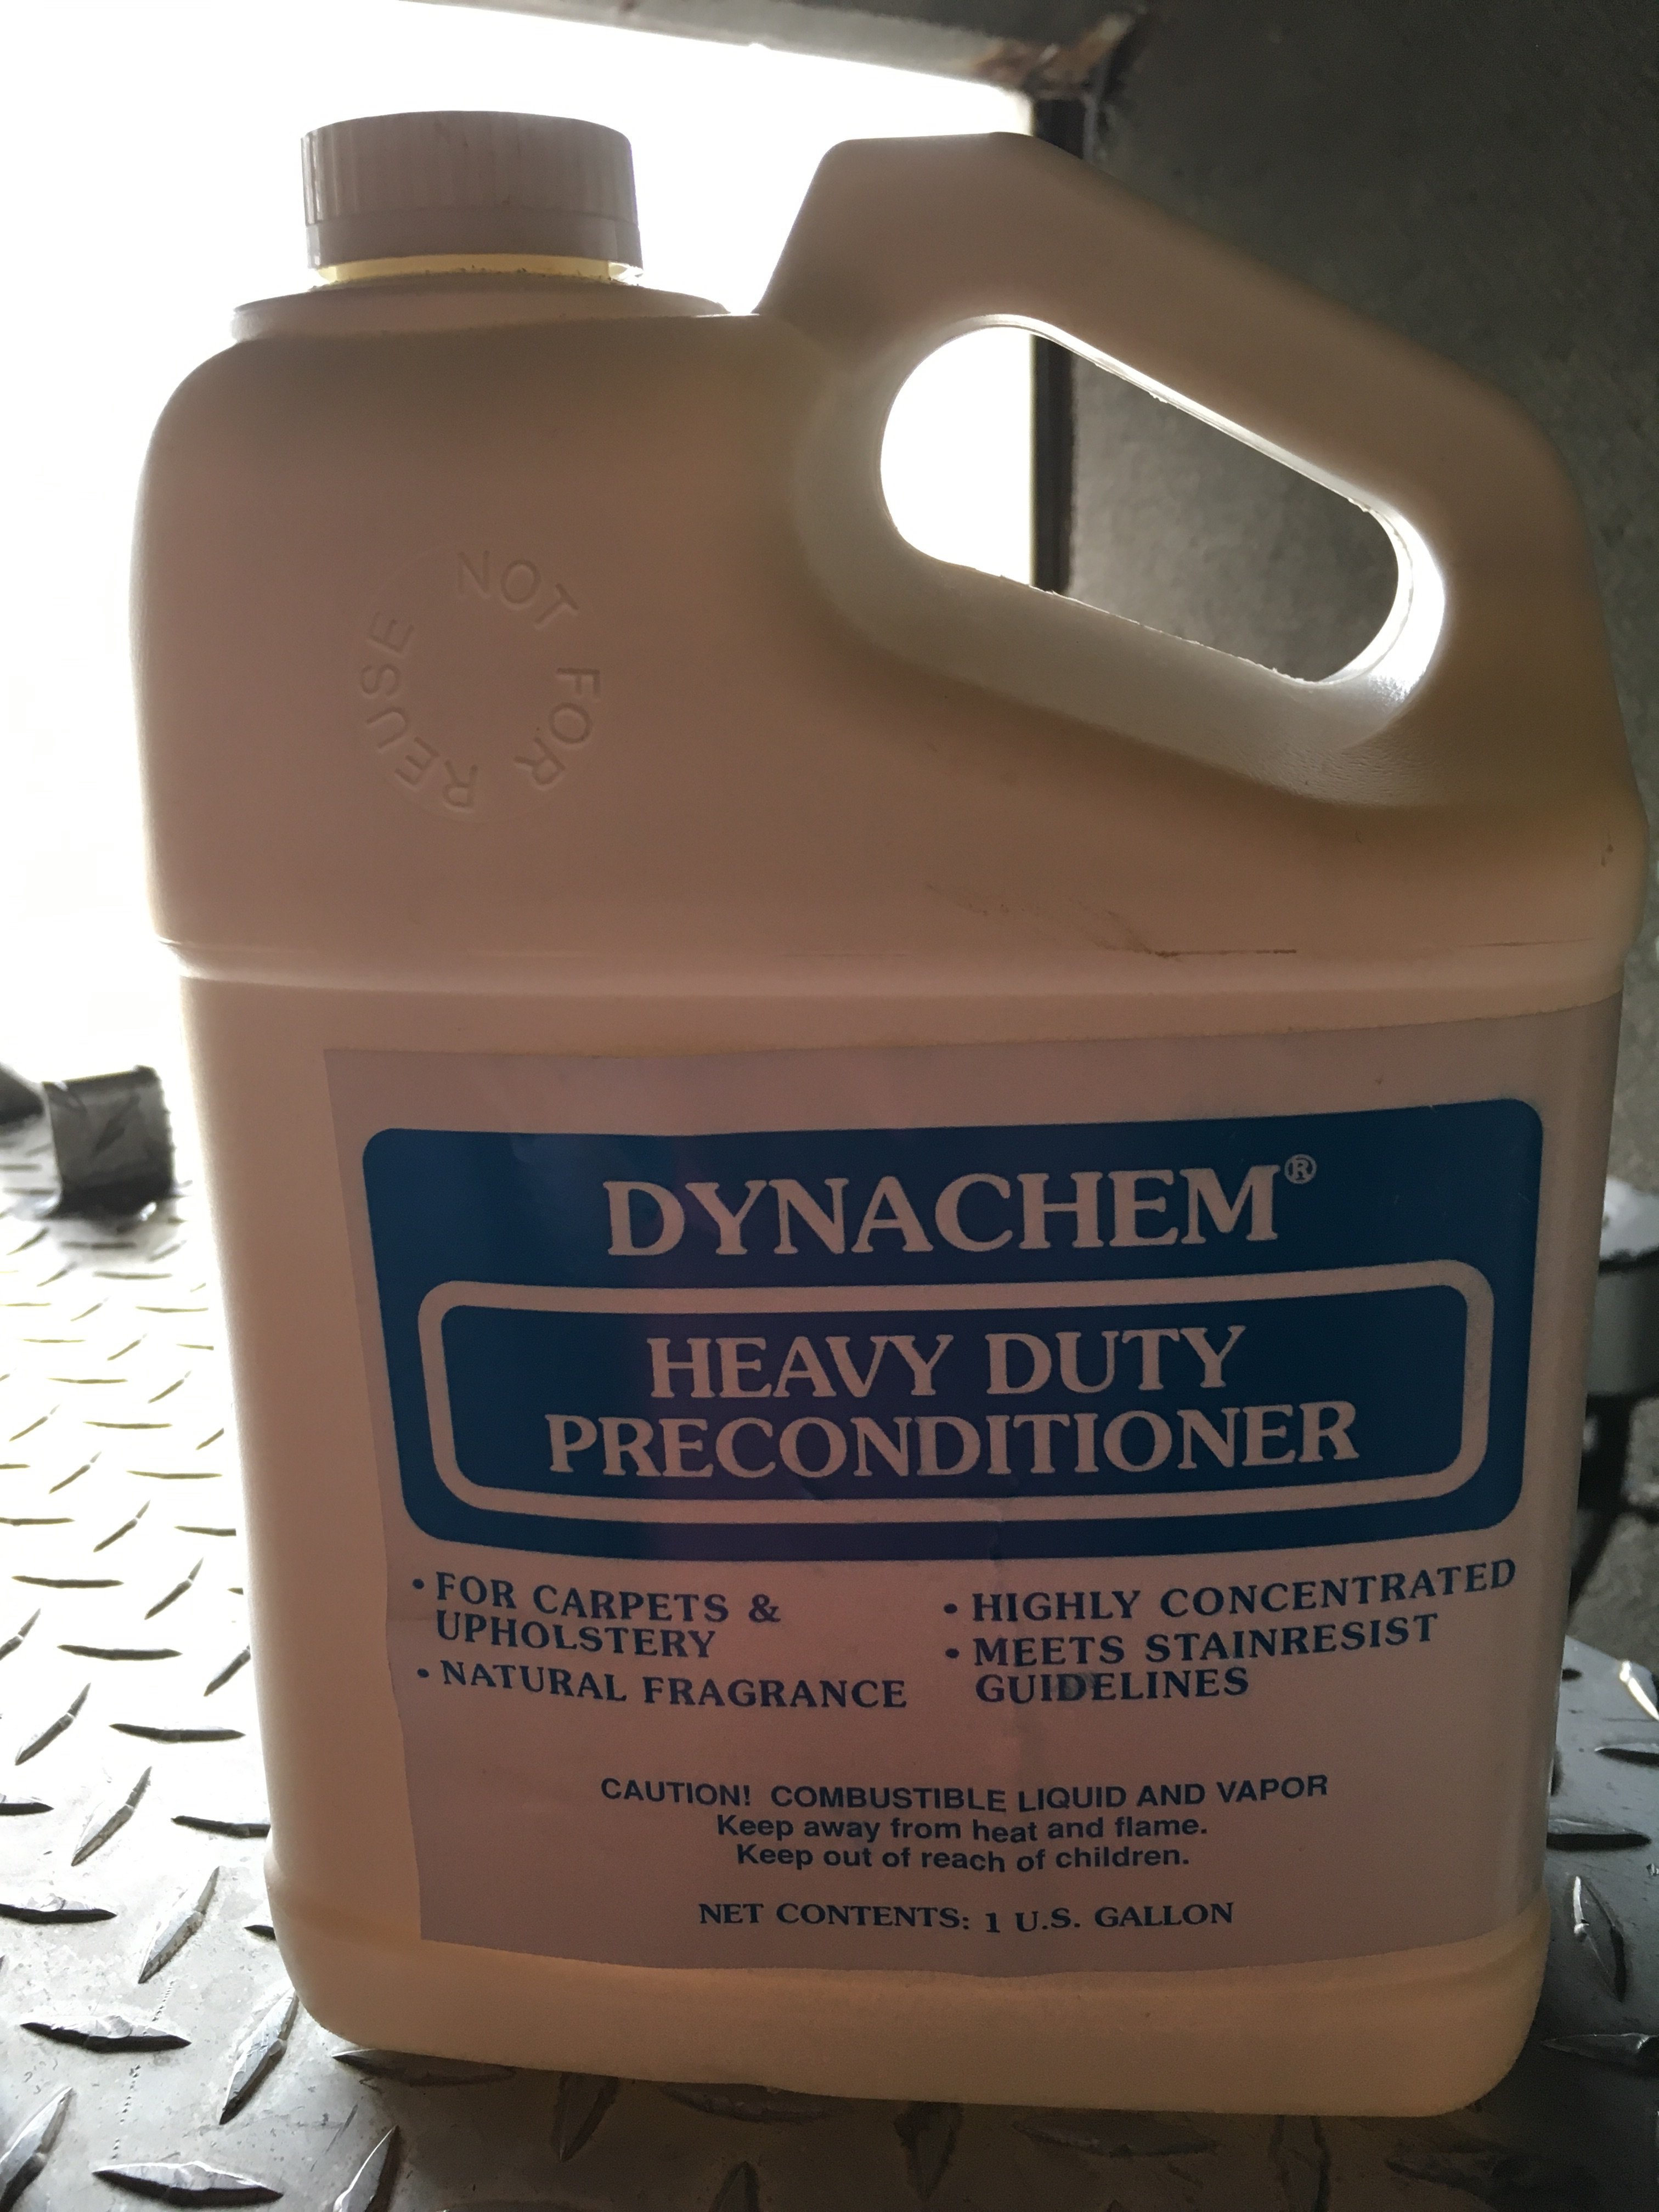 NOT FOR REUSE
DYNACHEM®
HEAVY DUTY
PRECONDITIONER
• FOR CARPETS &
UPHOLSTERY
• NATURAL FRAGRANCE
• HIGHLY CONCENTRATED
• MEETS STAINRESIST
GUIDELINES
CAUTION! COMBUSTIBLE LIQUID AND VAPOR
Keep away from heat and flame.
Keep out of reach of children.
NET CONTENTS: 1 U.S. GALLON